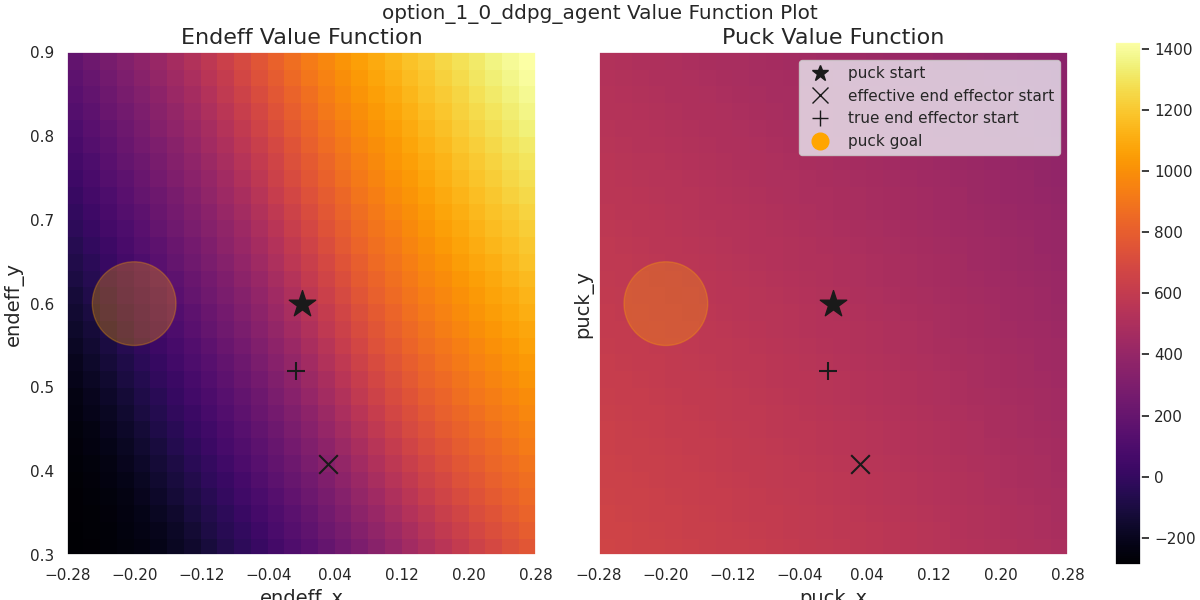 option_1_0_ddpg_agent Value Function Plot
Endeff Value Function
Puck Value Function
puck start
effective end effector start
true end effector start
puck goal
endeff_y
0.9
0.8
0.7
0.6
0.5
0.4
0.3
−0.28 −0.20 −0.12 −0.04 0.04 0.12 0.20 0.28
endeff_x
puck_y
−0.28 −0.20 −0.12 −0.04 0.04 0.12 0.20 0.28
puck_x
1400
1200
1000
800
600
400
200
0
−200